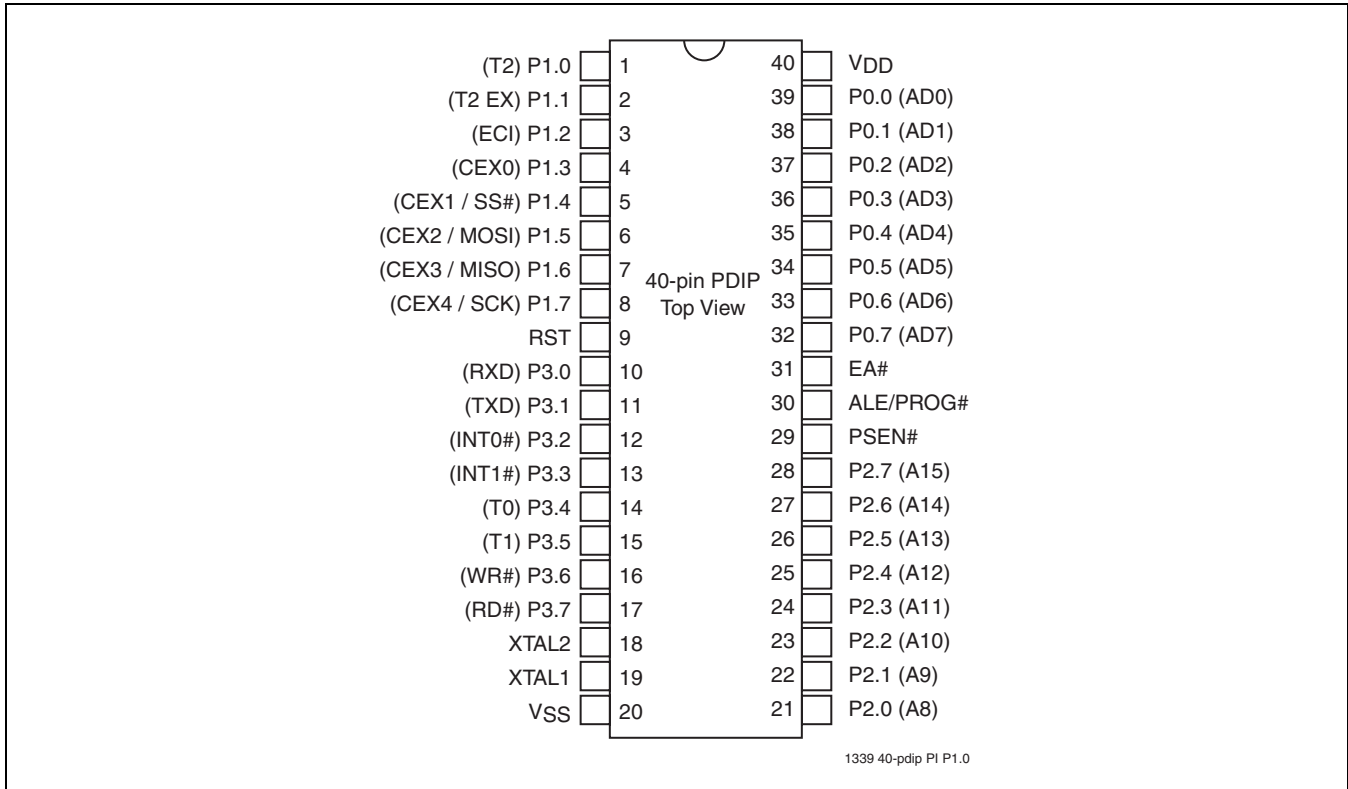 (T2) P1.0 1 40 VDD
(T2 EX) P1.1 2 39 P0.0 (AD0)
(ECI) P1.2 3 38 P0.1 (AD1)
(CEX0) P1.3 4 37 P0.2 (AD2)
(CEX1 / SS#) P1.4 5 36 P0.3 (AD3)
(CEX2 / MOSI) P1.5 6 35 P0.4 (AD4)
(CEX3 / MISO) P1.6 7 34 P0.5 (AD5)
40-pin PDIP
(CEX4 / SCK) P1.7 8 Top View 33 P0.6 (AD6)
RST 9 32 P0.7 (AD7)
(RXD) P3.0 10 31 EA#
(TXD) P3.1 11 30 ALE/PROG#
(INT0#) P3.2 12 29 PSEN#
(INT1#) P3.3 13 28 P2.7 (A15)
(T0) P3.4 14 27 P2.6 (A14)
(T1) P3.5 15 26 P2.5 (A13)
(WR#) P3.6 16 25 P2.4 (A12)
(RD#) P3.7 17 24 P2.3 (A11)
XTAL2 18 23 P2.2 (A10)
XTAL1 19 22 P2.1 (A9)
VSS 20 21 P2.0 (A8)
1339 40-pdip PI P1.0